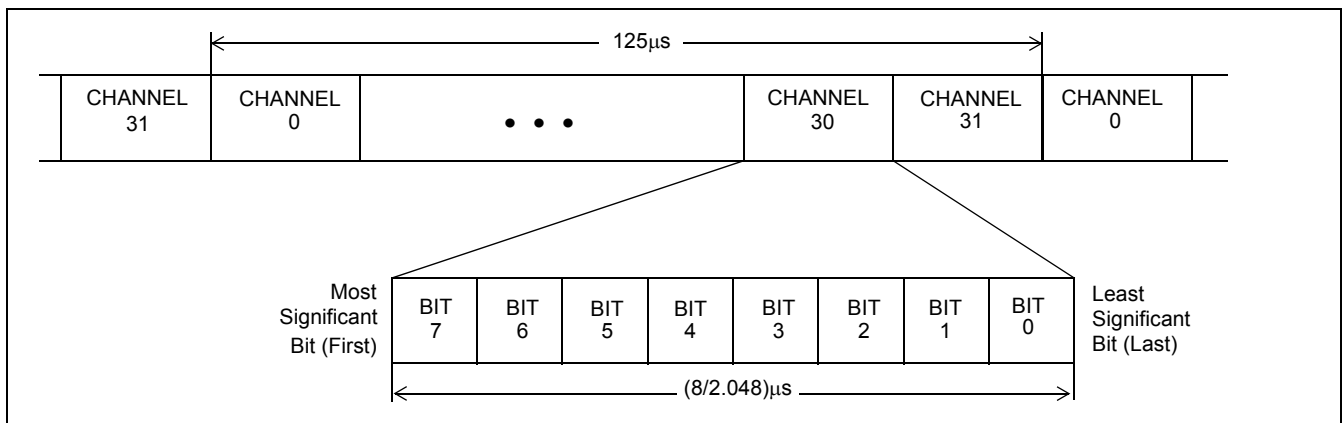 125μs
CHANNEL
31
CHANNEL
0
• • •
CHANNEL
30
CHANNEL
31
CHANNEL
0
Most
Significant
Bit (First)
BIT
7
BIT
6
BIT
5
BIT
4
BIT
3
BIT
2
BIT
1
BIT
0
Least
Significant
Bit (Last)
(8/2.048)μs